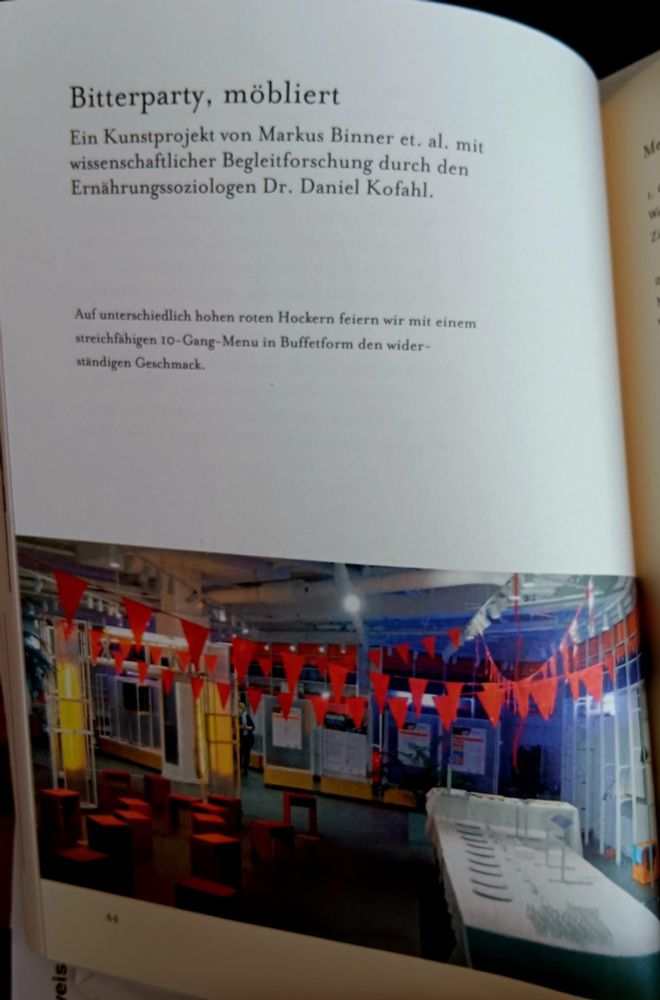 Bitterparty, möbliert
Ein Kunstprojekt von Markus Binner et. al. mit
wissenschaftlicher Begleitforschung durch den
Ernährungssoziologen Dr. Daniel Kofahl.
Auf unterschiedlich hohen roten Hockern feiern wir mit einem
streichfähigen 10-Gang-Menu in Buffetform den wider-
ständigen Geschmack.
44